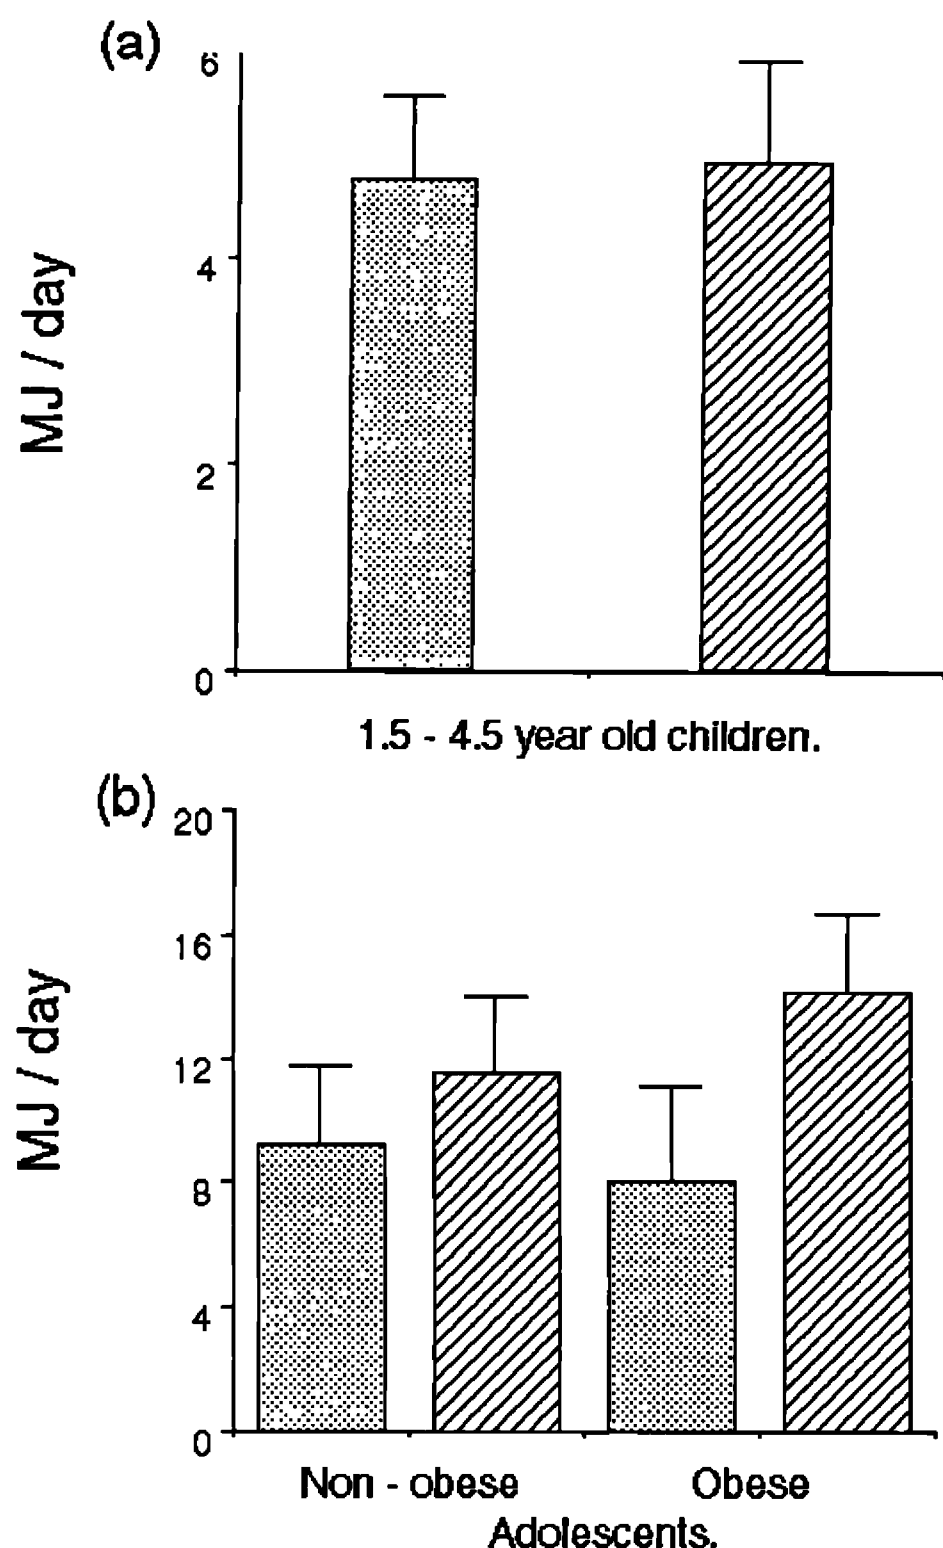 (a)
6
4
2
0
MJ / day
1.5 - 4.5 year old children.
(b)
20
16
12
8
4
0
MJ / day
Non - obese Obese
Adolescents.